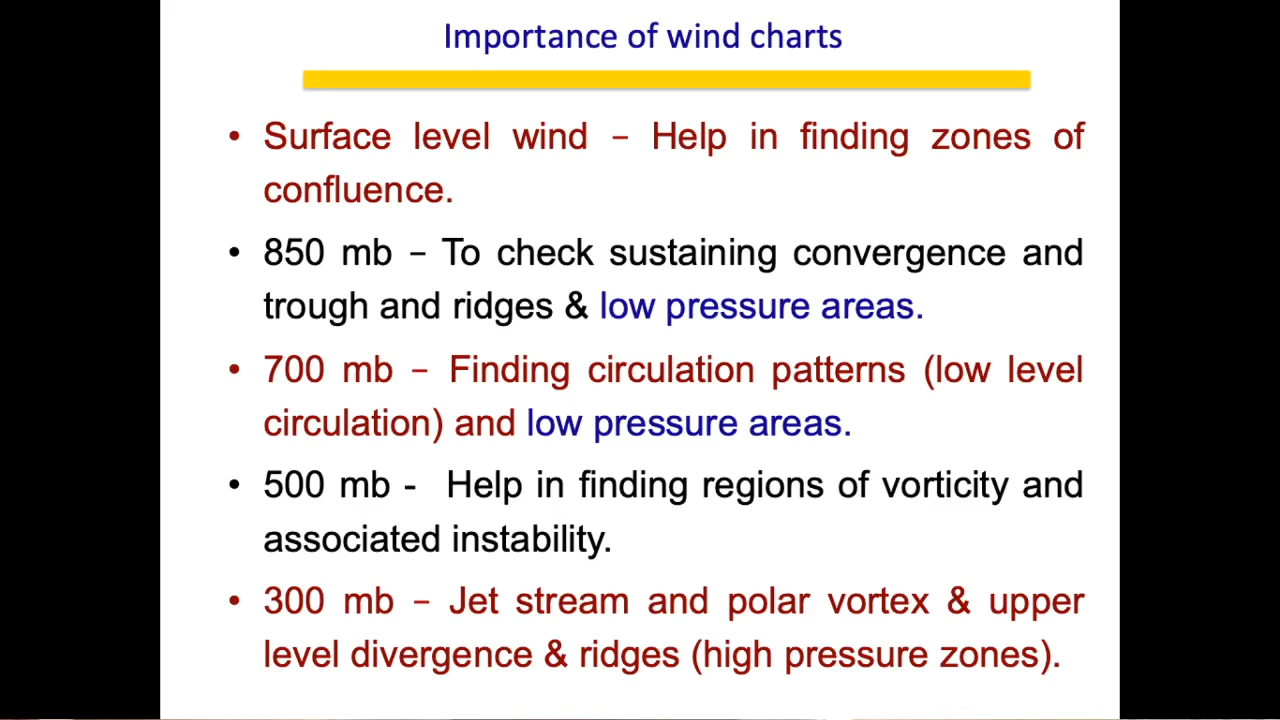 Importance of wind charts
• Surface level wind – Help in finding zones of
confluence.
• 850 mb – To check sustaining convergence and
trough and ridges & low pressure areas.
• 700 mb – Finding circulation patterns (low level
circulation) and low pressure areas.
• 500 mb - Help in finding regions of vorticity and
associated instability.
• 300 mb – Jet stream and polar vortex & upper
level divergence & ridges (high pressure zones).